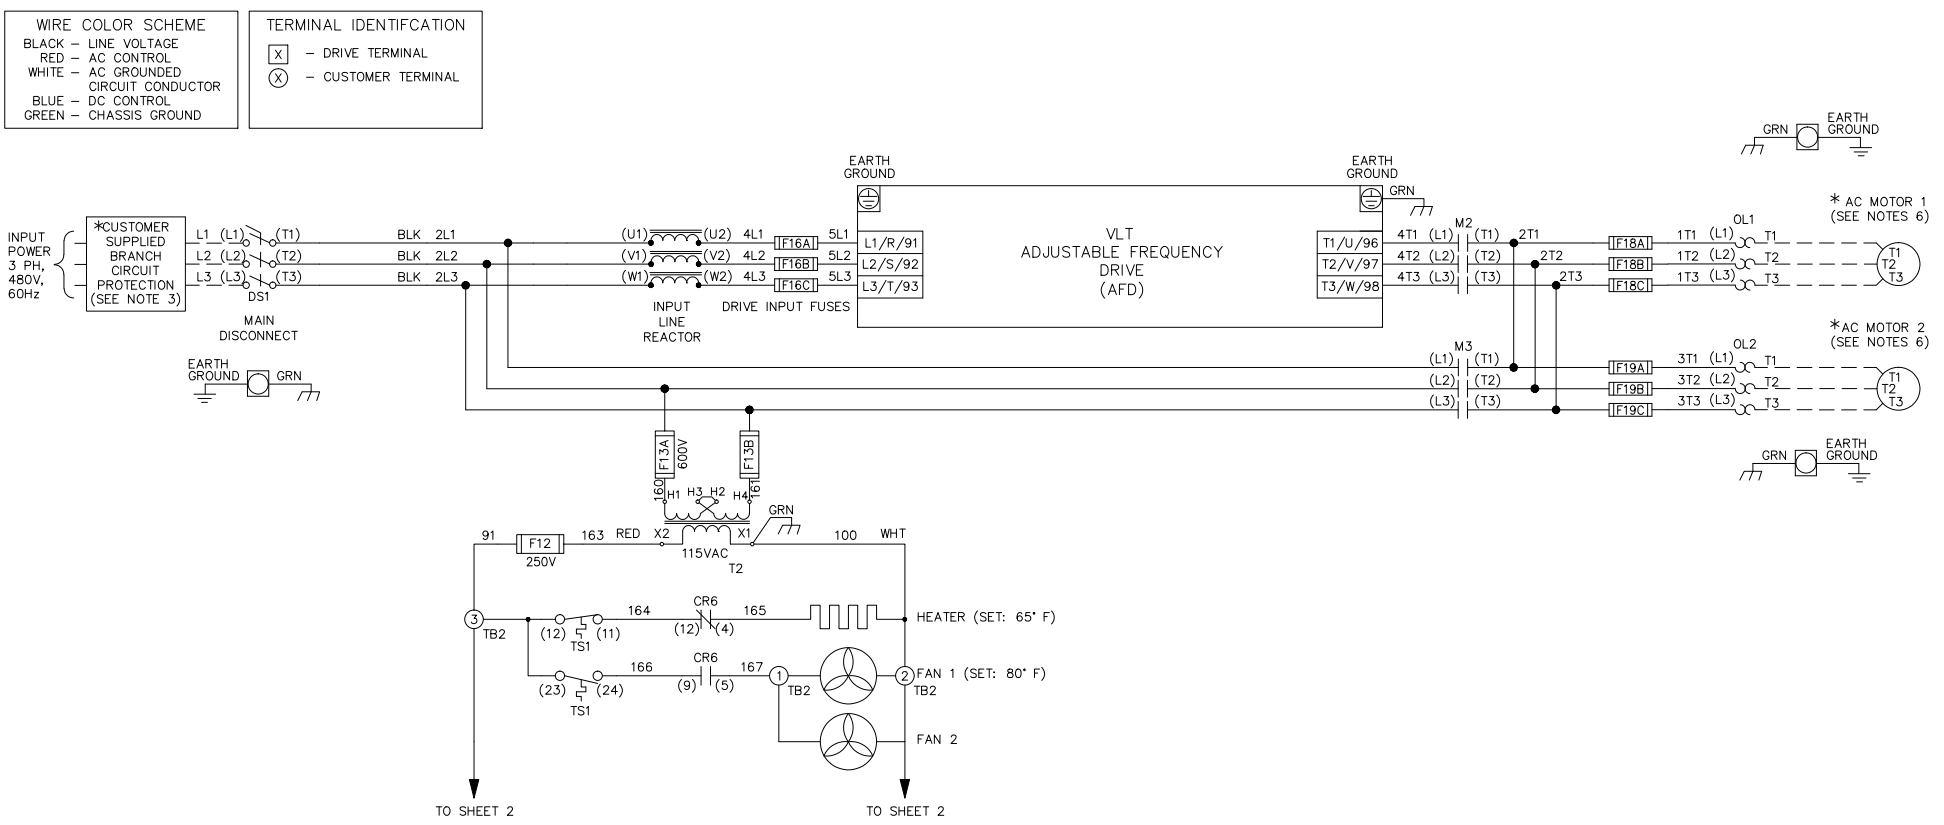 WIRE COLOR SCHEME
BLACK – LINE VOLTAGE
RED – AC CONTROL
WHITE – AC GROUNDED
CIRCUIT CONDUCTOR
BLUE – DC CONTROL
GREEN – CHASSIS GROUND
TERMINAL IDENTIFCATION
X – DRIVE TERMINAL
X – CUSTOMER TERMINAL
INPUT
POWER
3 PH,
480V,
60Hz
*CUSTOMER
SUPPLIED
BRANCH
CIRCUIT
PROTECTION
(SEE NOTE 3)
L1 (L1) (T1) BLK 2L1 (U1) (U2) 4L1 F16A 5L1 L1/R/91
L2 (L2) (T2) BLK 2L2 (V1) (V2) 4L2 F16B 5L2 L2/S/92
L3 (L3) (T3) BLK 2L3 (W1) (W2) 4L3 F16C 5L3 L3/T/93
DS1
MAIN
DISCONNECT
INPUT
LINE
REACTOR
DRIVE INPUT FUSES
EARTH
GROUND
GRN
EARTH
GROUND
VLT
ADJUSTABLE FREQUENCY
DRIVE
(AFD)
EARTH
GROUND
GRN
M2
T1/U/96 4T1 (L1) (T1) 2T1 F18A 1T1 (L1) T1
T2/V/97 4T2 (L2) (T2) 2T2 F18B 1T2 (L2) T2
T3/W/98 4T3 (L3) (T3) 2T3 F18C 1T3 (L3) T3
OL1
GRN
EARTH
GROUND
* AC MOTOR 1
(SEE NOTES 6)
T1
T2
T3
M3
(L1) (T1) F19A 3T1 (L1) T1
(L2) (T2) F19B 3T2 (L2) T2
(L3) (T3) F19C 3T3 (L3) T3
OL2
* AC MOTOR 2
(SEE NOTES 6)
T1
T2
T3
GRN
EARTH
GROUND
F13A
600V
F13B
160
161
H1 H3 H2 H4
GRN
91 F12 163 RED X2 X1 100 WHT
250V
115VAC
T2
3
TB2
164 CR6 165
(12) (11) (12) (4)
TS1
HEATER (SET: 65° F)
166 CR6 167
(23) (24) (9) (5)
TS1
1
TB2
2
TB2
FAN 1 (SET: 80° F)
FAN 2
TO SHEET 2
TO SHEET 2